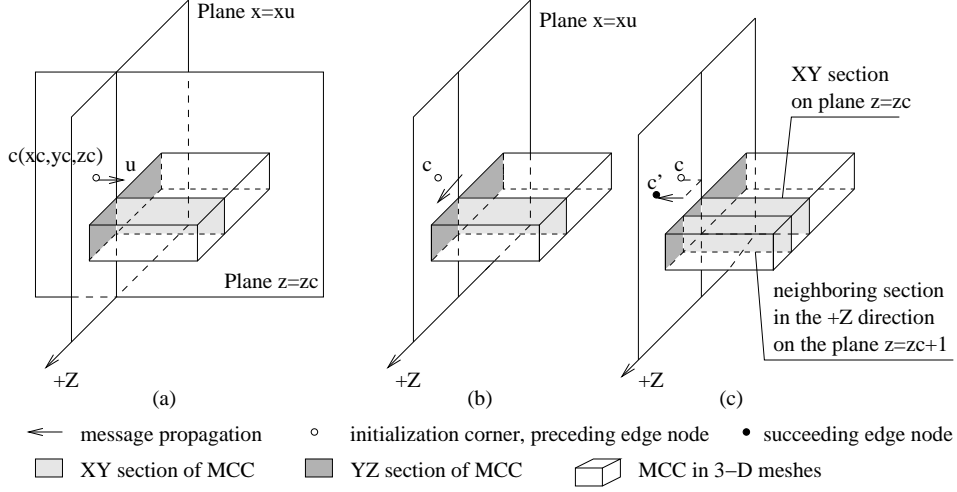 Plane x=xu
Plane x=xu
XY section
on plane z=zc
c(xc,yc,zc)
u
c
c'
c
Plane z=zc
neighboring section
in the +Z direction
on the plane z=zc+1
+Z
+Z
+Z
(a)
(b)
(c)
message propagation
initialization corner, preceding edge node
succeeding edge node
XY section of MCC
YZ section of MCC
MCC in 3-D meshes